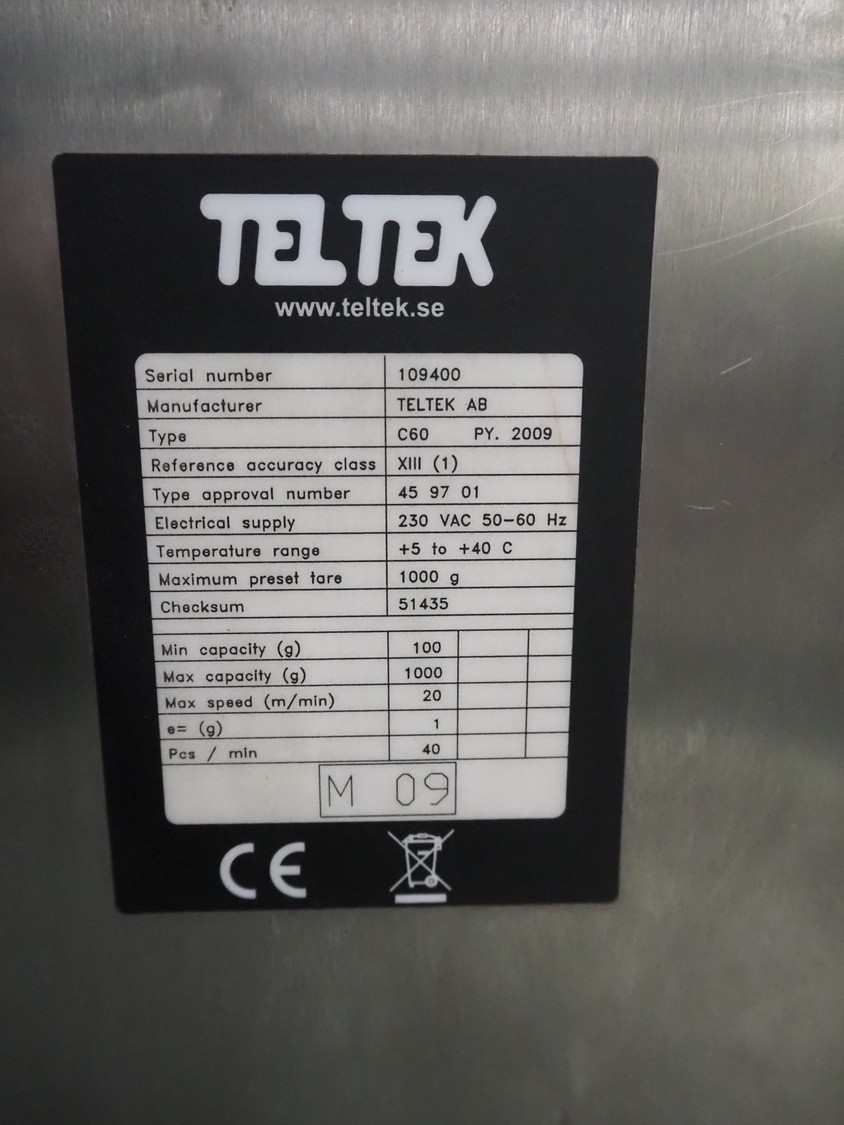 TELTEK
www.teltek.se
Serial number 109400
Manufacturer TELTEK AB
Type C60 PY. 2009
Reference accuracy class XIII (1)
Type approval number 45 97 01
Electrical supply 230 VAC 50-60 Hz
Temperature range +5 to +40 C
Maximum preset tare 1000 g
Checksum 51435
Min capacity (g) 100
Max capacity (g) 1000
Max speed (m/min) 20
e= (g) 1
Pcs / min 40
M 09
CE